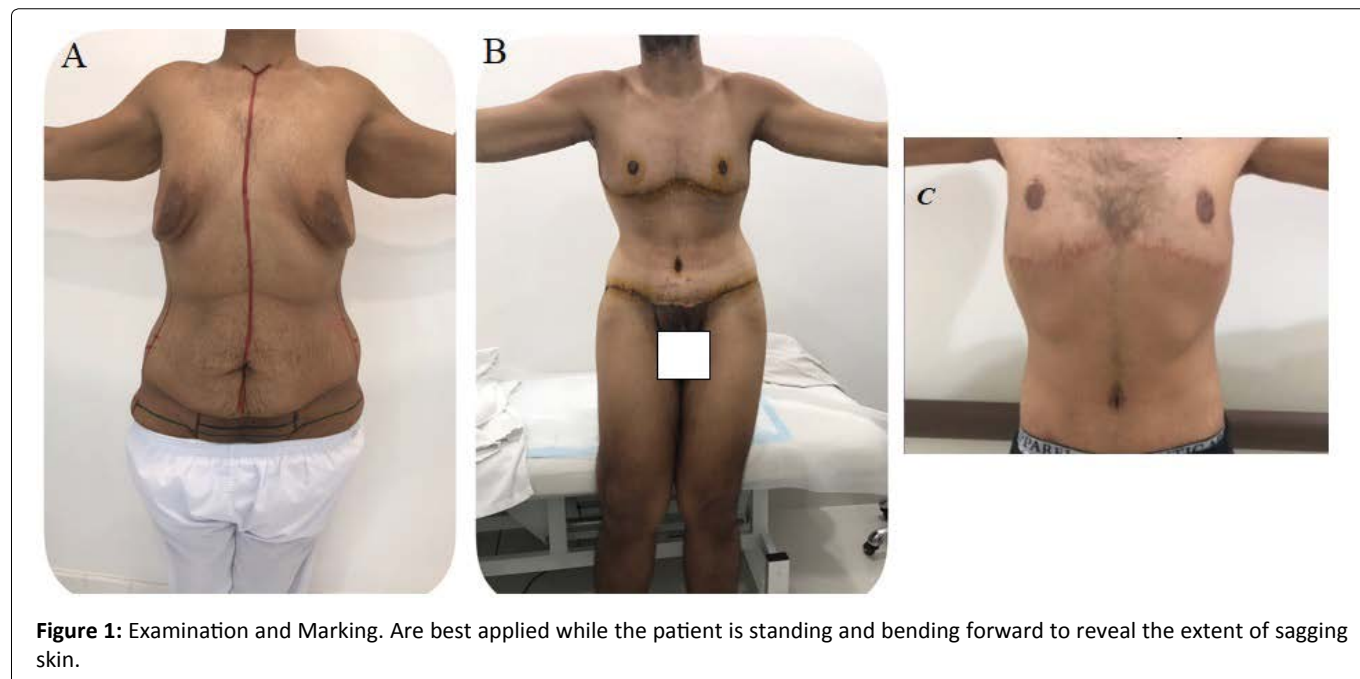 A
B
C
PARE
Figure 1: Examination and Marking. Are best applied while the patient is standing and bending forward to reveal the extent of sagging
skin.